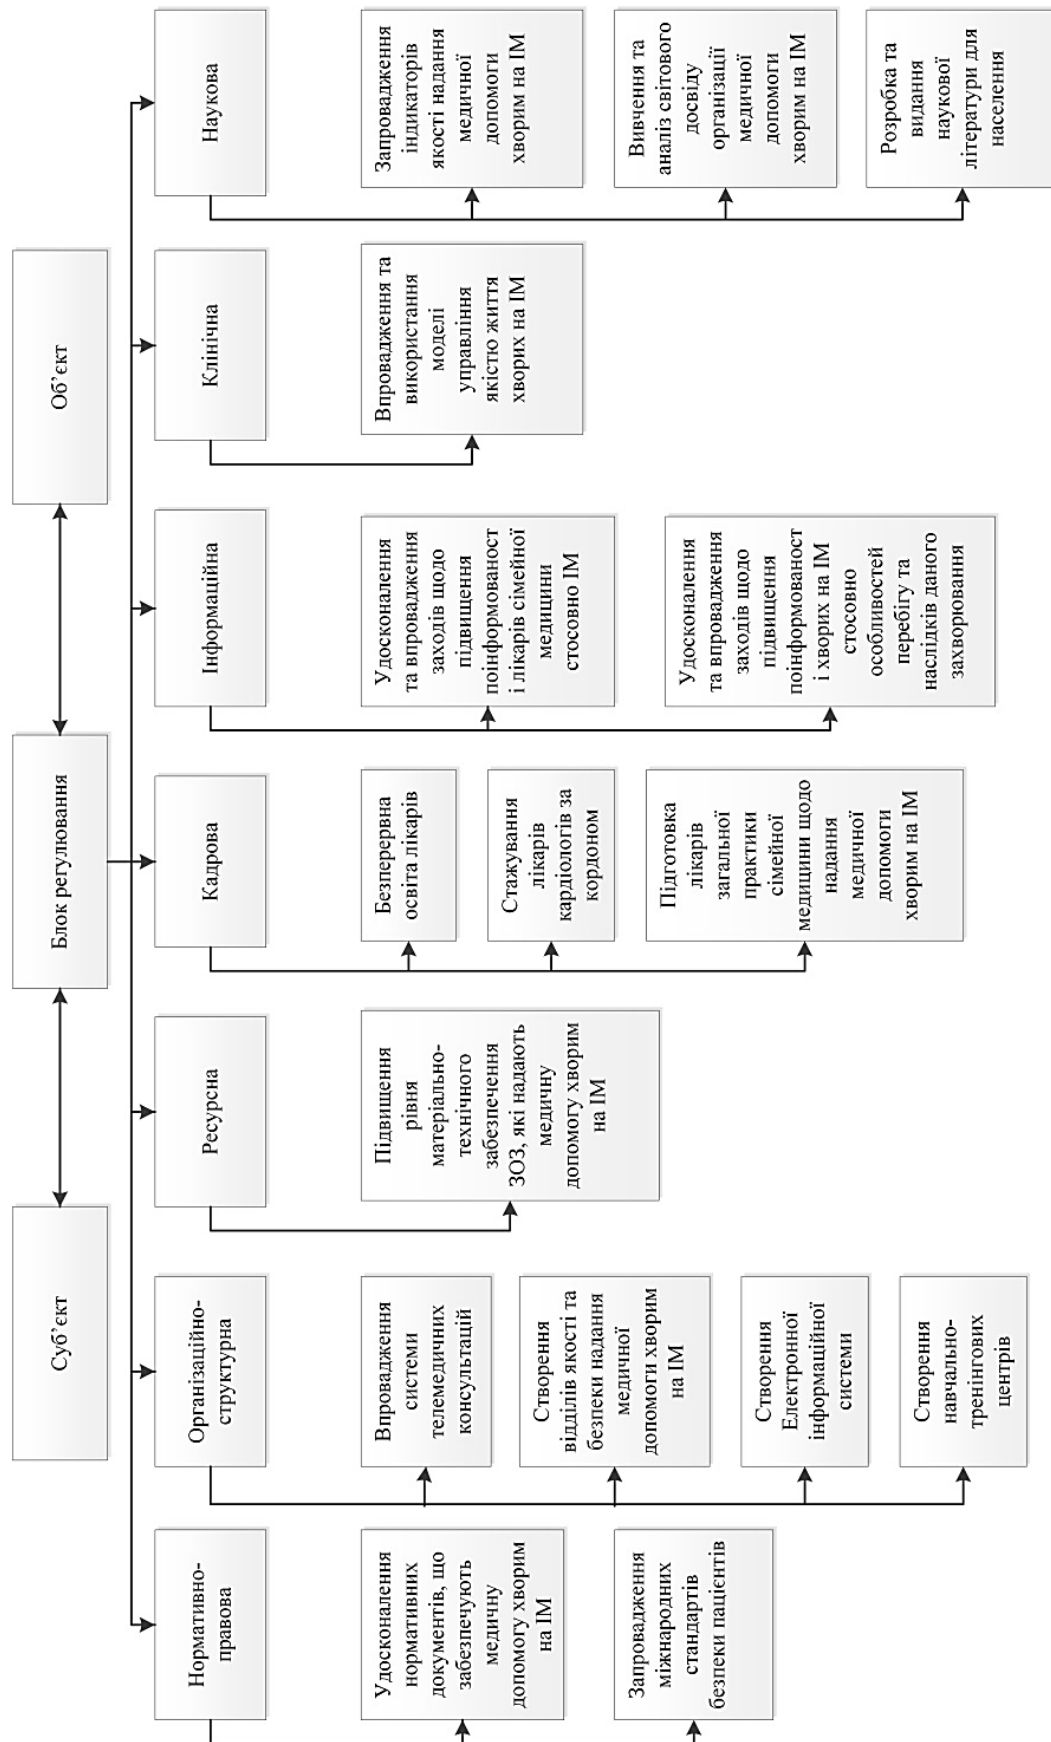 Суб’єкт
Блок регулювання
Об’єкт
Нормативно-
правова
Організаційно-
структурна
Ресурсна
Кадрова
Інформаційна
Клінічна
Наукова
Удосконалення
нормативних
документів, що
забезпечують
медичну
допомогу хворим
на ІМ
Запровадження
міжнародних
стандартів
безпеки пацієнтів
Впровадження
системи
телемедичних
консультацій
Створення
відділів якості та
безпеки надання
медичної
допомоги хворим
на ІМ
Створення
Електронної
інформаційної
системи
Створення
навчально-
тренінгових
центрів
Підвищення
рівня
матеріально-
технічного
забезпечення
ЗОЗ, які надають
медичну
допомогу хворим
на ІМ
Безперервна
освіта лікарів
Стажування
лікарів
кардіологів за
кордоном
Підготовка
лікарів
загальної
практики
сімейної
медицини щодо
надання
медичної
допомоги
хворим на ІМ
Удосконалення
та впровадження
заходів щодо
підвищення
поінформованост
і лікарів сімейної
медицини
стосовно ІМ
Удосконалення
та впровадження
заходів щодо
підвищення
поінформованост
і хворих на ІМ
стосовно
особливостей
перебігу та
наслідків даного
захворювання
Впровадження та
використання
моделі
управління
якістю життя
хворих на ІМ
Запровадження
індикаторів
якості надання
медичної
допомоги
хворим на ІМ
Вивчення та
аналіз світового
досвіду
організації
медичної
допомоги
хворим на ІМ
Розробка та
видання
наукової
літератури для
населення